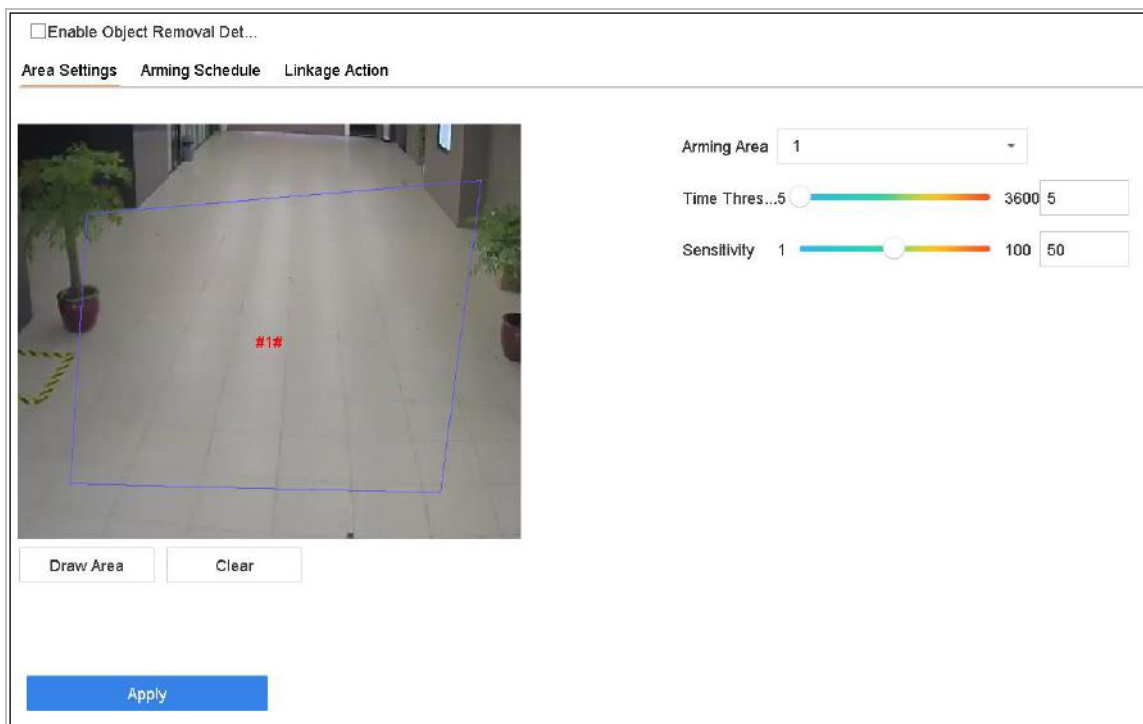 Enable Object Removal Det...
Area Settings Arming Schedule Linkage Action
Arming Area 1
Time Thres...5 3600 5
Sensitivity 1 100 50
#1#
Draw Area Clear
Apply